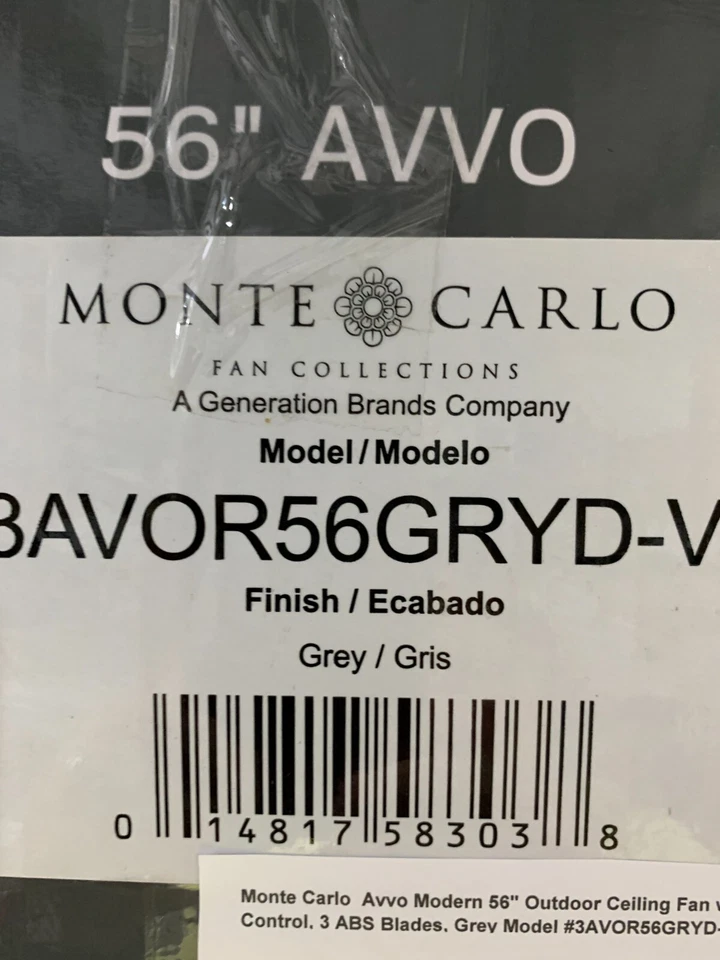 56" AVVO
MONTE CARLO
FAN COLLECTIONS
A Generation Brands Company
Model / Modelo
3AVOR56GRYD-V
Finish / Ecabado
Grey / Gris
0 14817 58303 8
Monte Carlo Avvo Modern 56" Outdoor Ceiling Fan
Control, 3 ABS Blades, Grey Model #3AVOR56GRYD-